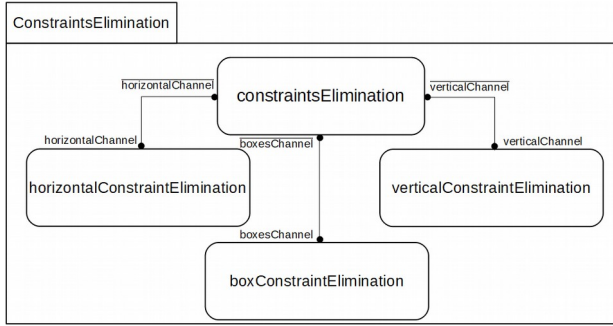 ConstraintsElimination
horizontalChannel
constraintsElimination
verticalChannel
horizontalChannel
boxesChannel
verticalChannel
horizontalConstraintElimination
verticalConstraintElimination
boxesChannel
boxConstraintElimination